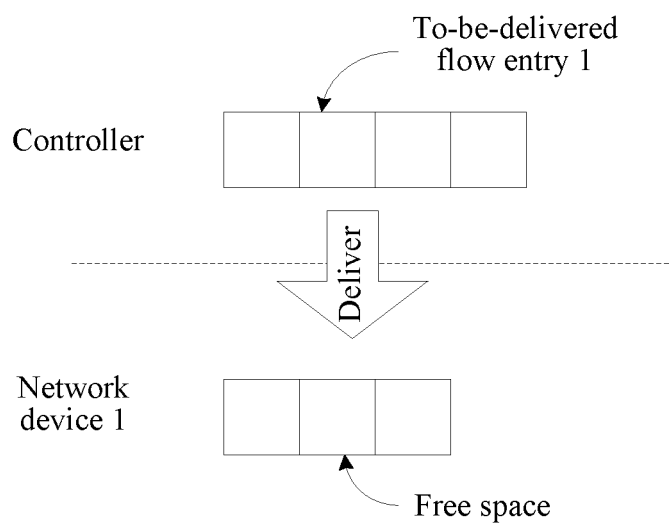 To-be-delivered
flow entry 1
Controller
Deliver
Network
device 1
Free space